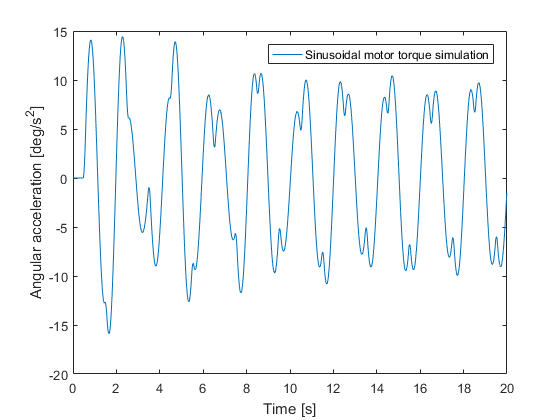 Sinusoidal motor torque simulation
Angular acceleration [deg/s²]
15
10
5
0
-5
-10
-15
-20
0 2 4 6 8 10 12 14 16 18 20
Time [s]